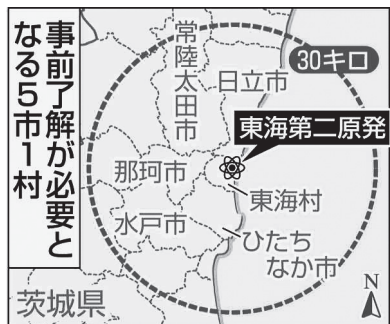 事前了解が必要と
なる5市1村
30キロ
常陸太田市
日立市
東海第二原発
那珂市
東海村
水戸市
ひたち
なか市
茨城県
N